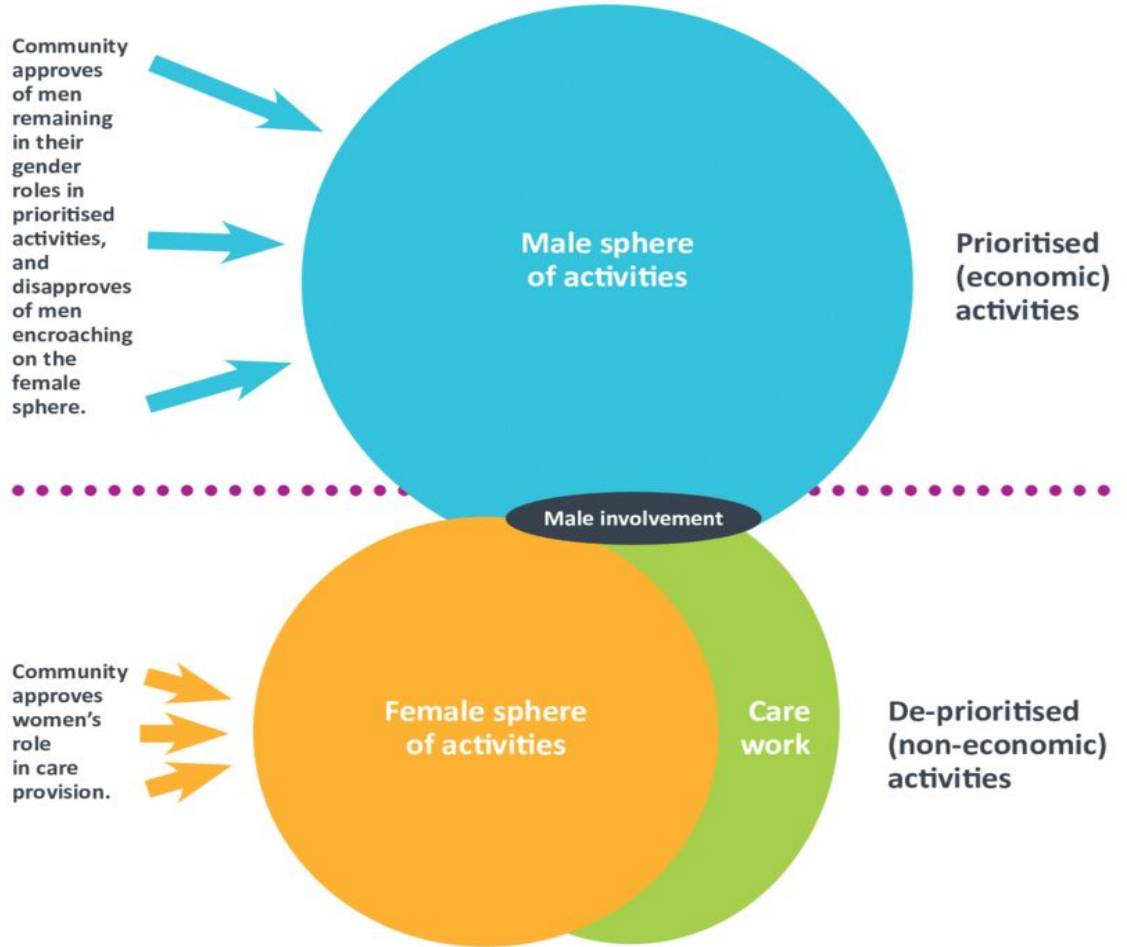 Community
approves
of men
remaining
in their
gender
roles in
prioritised
activities,
and
disapproves
of men
encroaching
on the
female
sphere.
Male sphere
of activities
Prioritised
(economic)
activities
Male involvement
Community
approves
women's
role
in care
provision.
Female sphere
of activities
Care
work
De-prioritised
(non-economic)
activities